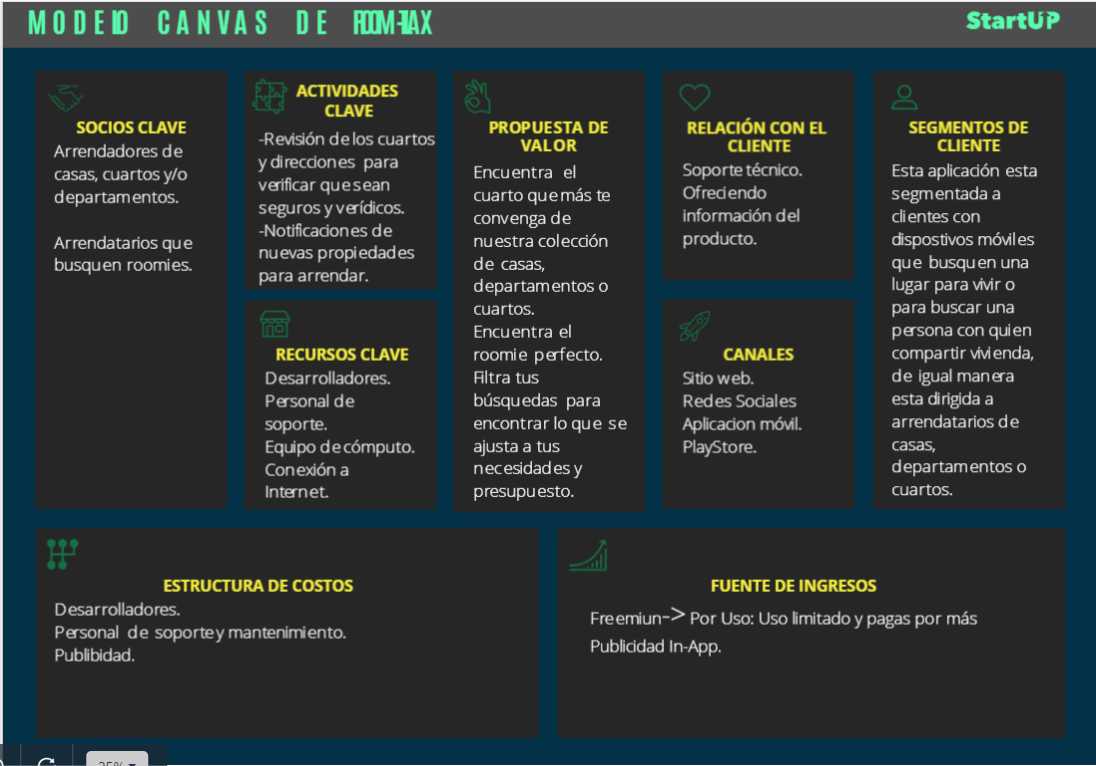 MODELO CANVAS DE ROOM-TAX
StartUP
SOCIOS CLAVE
Arrendadores de
casas, cuartos y/o
departamentos.
Arrendatarios que
busquen roomies.
ACTIVIDADES
CLAVE
-Revisión de los cuartos
y direcciones para
verificar que sean
seguros y verídicos.
-Notificaciones de
nuevas propiedades
para arrendar.
RECURSOS CLAVE
Desarrolladores.
Personal de
soporte.
Equipo de cómputo.
Conexión a
Internet.
PROPUESTA DE
VALOR
Encuentra el
cuarto que más te
convenga de
nuestra colección
de casas,
departamentos o
cuartos.
Encuentra el
roomie perfecto.
Filtra tus
búsquedas para
encontrar lo que se
ajusta a tus
necesidades y
presupuesto.
RELACIÓN CON EL
CLIENTE
Soporte técnico.
Ofreciendo
información del
producto.
CANALES
Sitio web.
Redes Sociales
Aplicacion móvil.
PlayStore.
SEGMENTOS DE
CLIENTE
Esta aplicación esta
segmentada a
clientes con
dispostivos móviles
que busquen una
lugar para vivir o
para buscar una
persona con quien
compartir vivienda,
de igual manera
esta dirigida a
arrendatarios de
casas,
departamentos o
cuartos.
ESTRUCTURA DE COSTOS
Desarrolladores.
Personal de soporte y mantenimiento.
Publibidad.
FUENTE DE INGRESOS
Freemiun-> Por Uso: Uso limitado y pagas por más
Publicidad In-App.